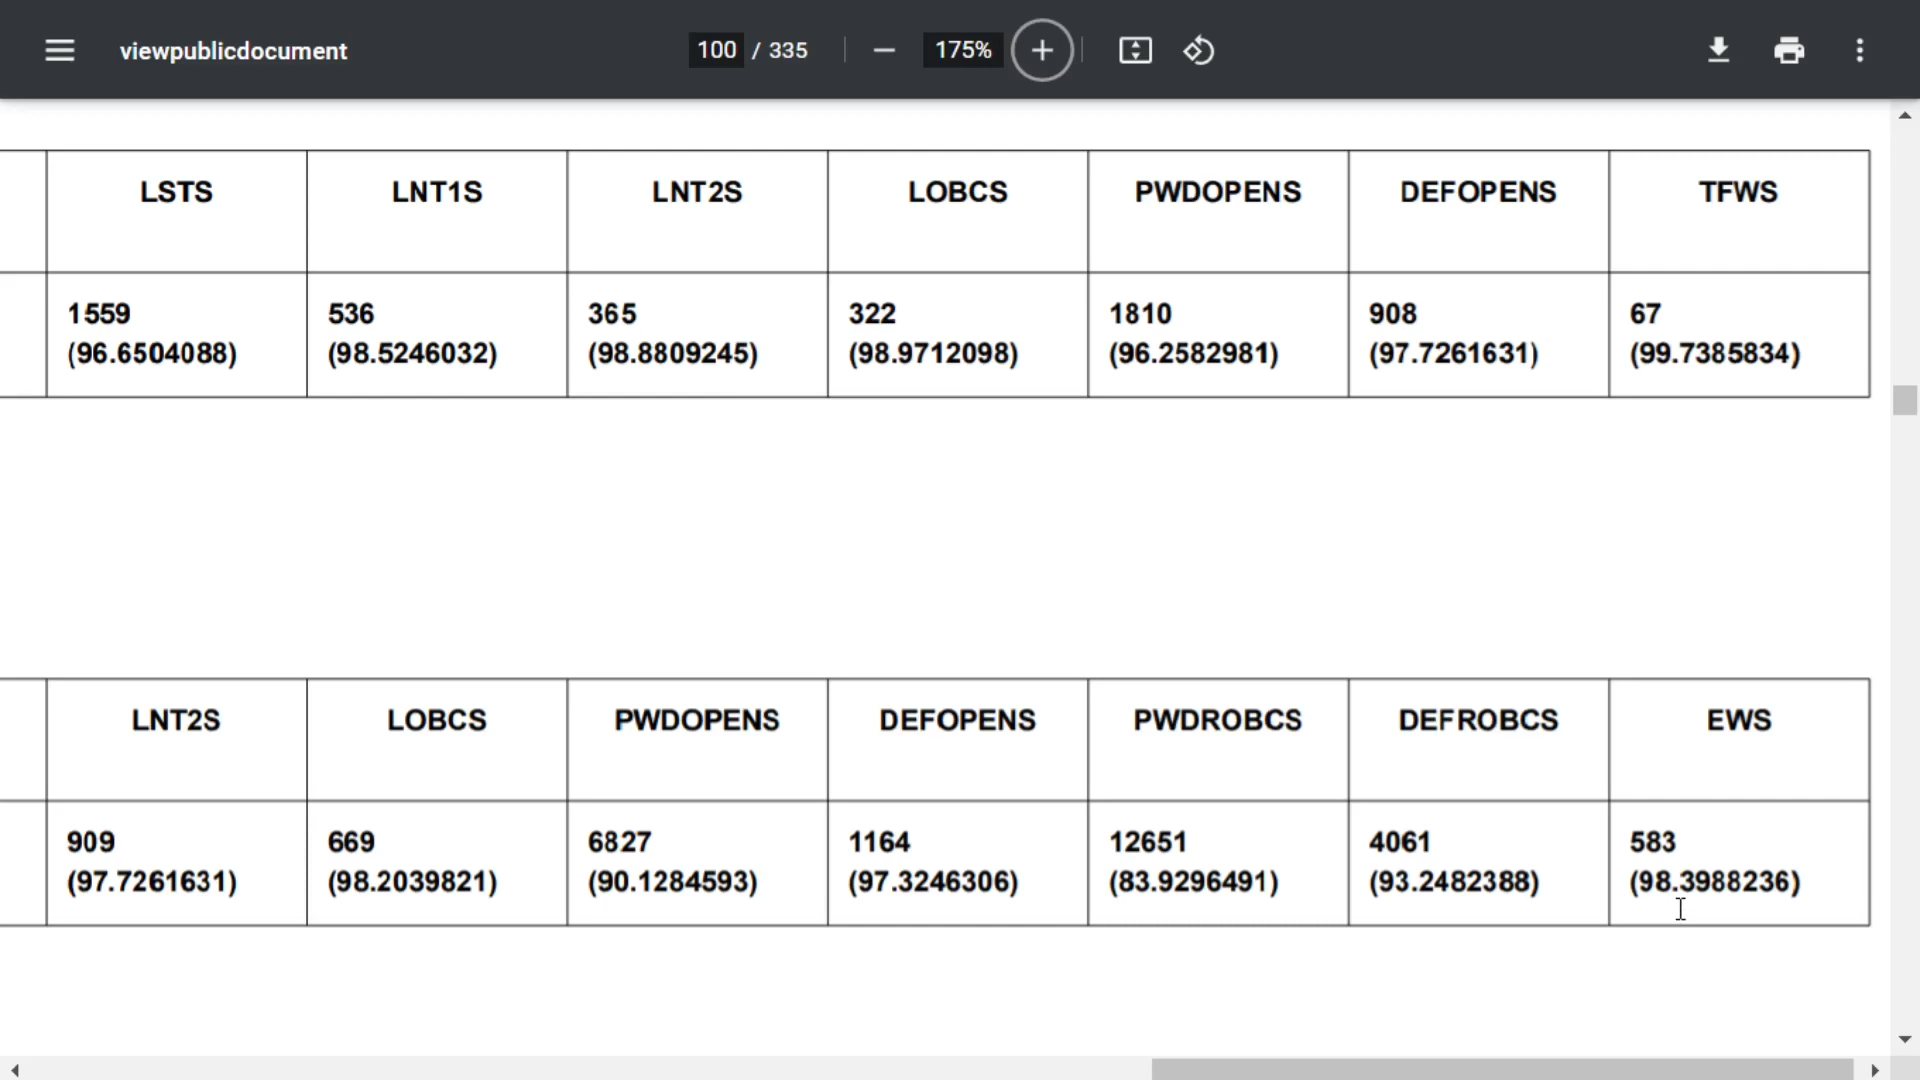 viewpublicdocument 100 / 335 175%
LSTS LNT1S LNT2S LOBCS PWDOPENS DEFOPENS TFWS
1559 536 365 322 1810 908 67
(96.6504088) (98.5246032) (98.8809245) (98.9712098) (96.2582981) (97.7261631) (99.7385834)
LNT2S LOBCS PWDOPENS DEFOPENS PWDROBCS DEFROBCS EWS
909 669 6827 1164 12651 4061 583
(97.7261631) (98.2039821) (90.1284593) (97.3246306) (83.9296491) (93.2482388) (98.3988236)